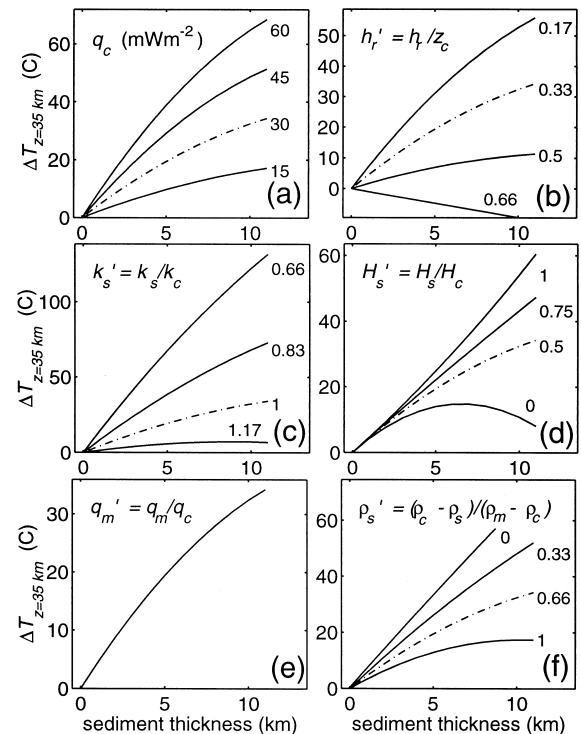 q_c (mWm-2)
60
45
30
15
(a)
ΔT_z=35 km (C)
60
40
20
0
0 5 10
h_r' = h_r/z_c
0.17
0.33
0.5
0.66
(b)
50
40
30
20
10
0
0 5 10
k_s' = k_s/k_c
0.66
0.83
1
1.17
(c)
ΔT_z=35 km (C)
100
50
0
0 5 10
H_s' = H_s/H_c
1
0.75
0.5
0
(d)
60
40
20
0
0 5 10
q_m' = q_m/q_c
(e)
ΔT_z=35 km (C)
30
20
10
0
0 5 10
sediment thickness (km)
ρ_s' = (ρ_c - ρ_s)/(ρ_m - ρ_c)
0
0.33
0.66
1
(f)
60
40
20
0
0 5 10
sediment thickness (km)